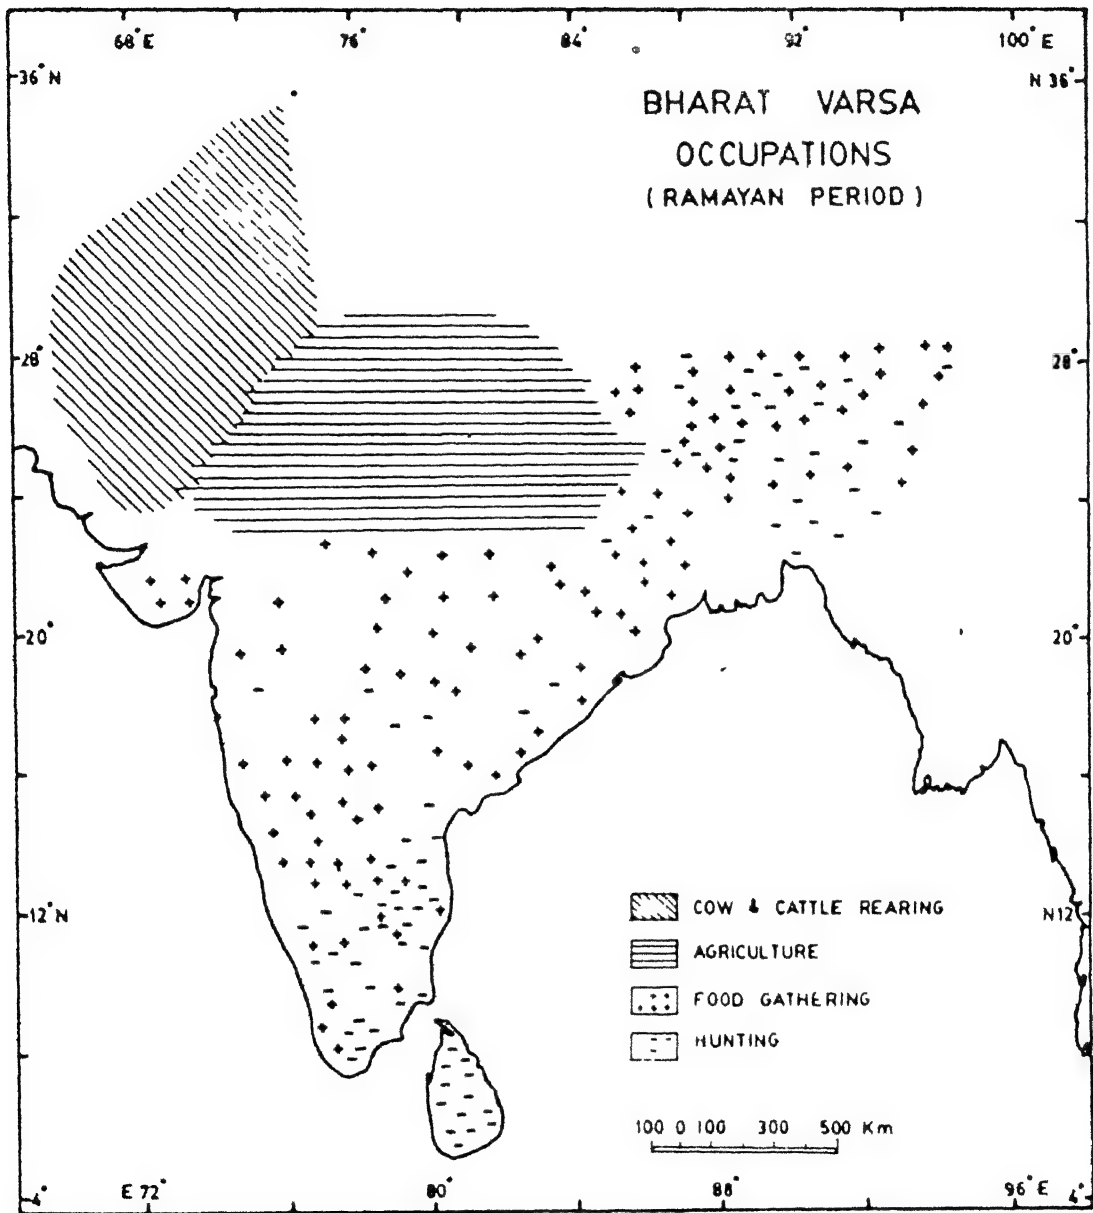 68°E 76° 84° 92° 100°E
36°N N 36°
BHARAT VARSA
OCCUPATIONS
(RAMAYAN PERIOD)
28° 28°
20° 20°
12°N N12°
COW & CATTLE REARING
AGRICULTURE
FOOD GATHERING
HUNTING
100 0 100 300 500 Km
4° E 72° 80° 88° 96°E 4°